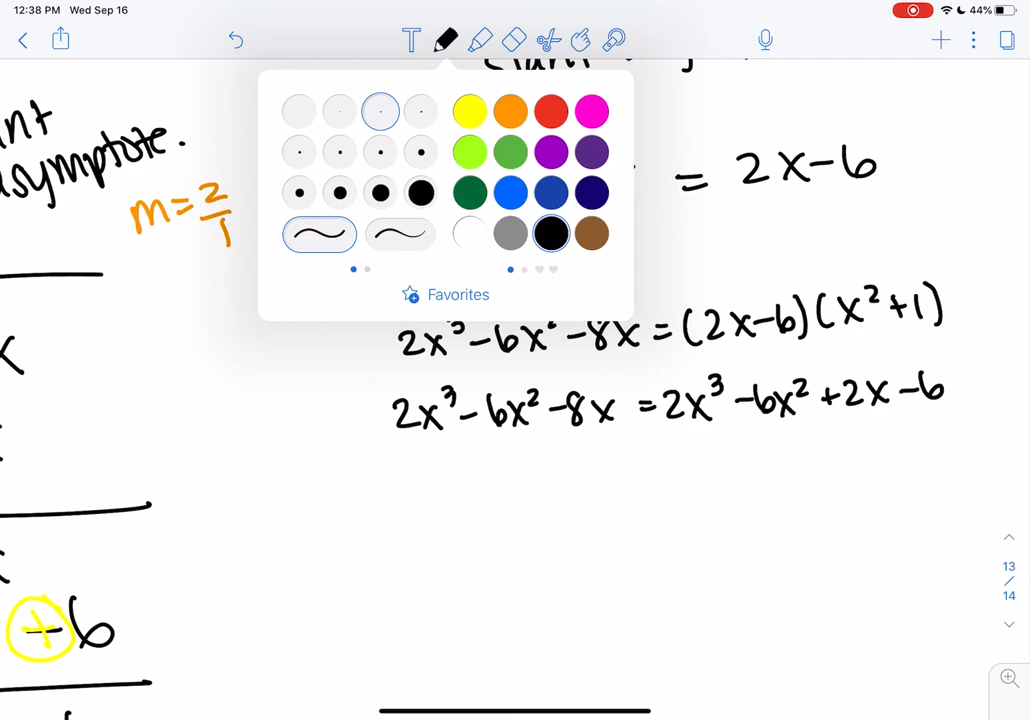 12:38 PM Wed Sep 16
44%
T
int
asymptote.
m = 2/1
= 2x-6
Favorites
2x³-6x²-8x = (2x-6)(x²+1)
x
2x³-6x²-8x = 2x³-6x²+2x-6
+6
13
/
14